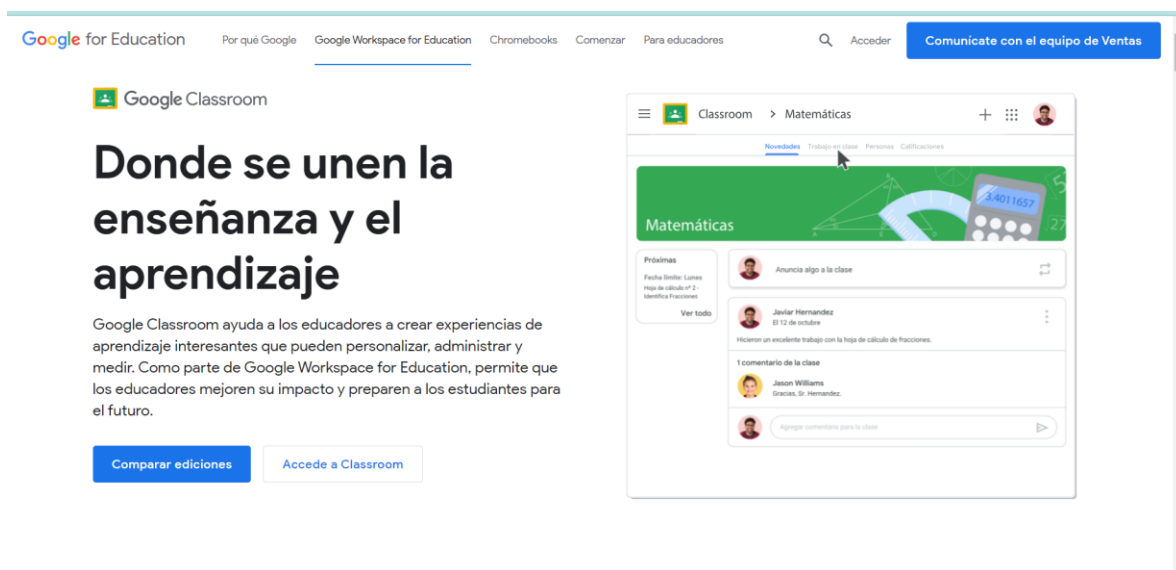 Google for Education
Por qué Google
Google Workspace for Education
Chromebooks
Comenzar
Para educadores
Acceder
Comunícate con el equipo de Ventas
Google Classroom
Donde se unen la
enseñanza y el
aprendizaje
Google Classroom ayuda a los educadores a crear experiencias de
aprendizaje interesantes que pueden personalizar, administrar y
medir. Como parte de Google Workspace for Education, permite que
los educadores mejoren su impacto y preparen a los estudiantes para
el futuro.
Comparar ediciones
Accede a Classroom
Classroom > Matemáticas
Novedades
Trabajo en clase
Personas
Calificaciones
Matemáticas
3.4011657
5
27
Próximas
Fecha límite: Lunes
Hoja de cálculo nº 2 -
Identifica Fracciones
Ver todo
Anuncia algo a la clase
Javiar Hernandez
El 12 de octubre
Hicieron un excelente trabajo con la hoja de cálculo de fracciones.
1 comentario de la clase
Jason Williams
Gracias, Sr. Hernandez.
Agregar comentario para la clase